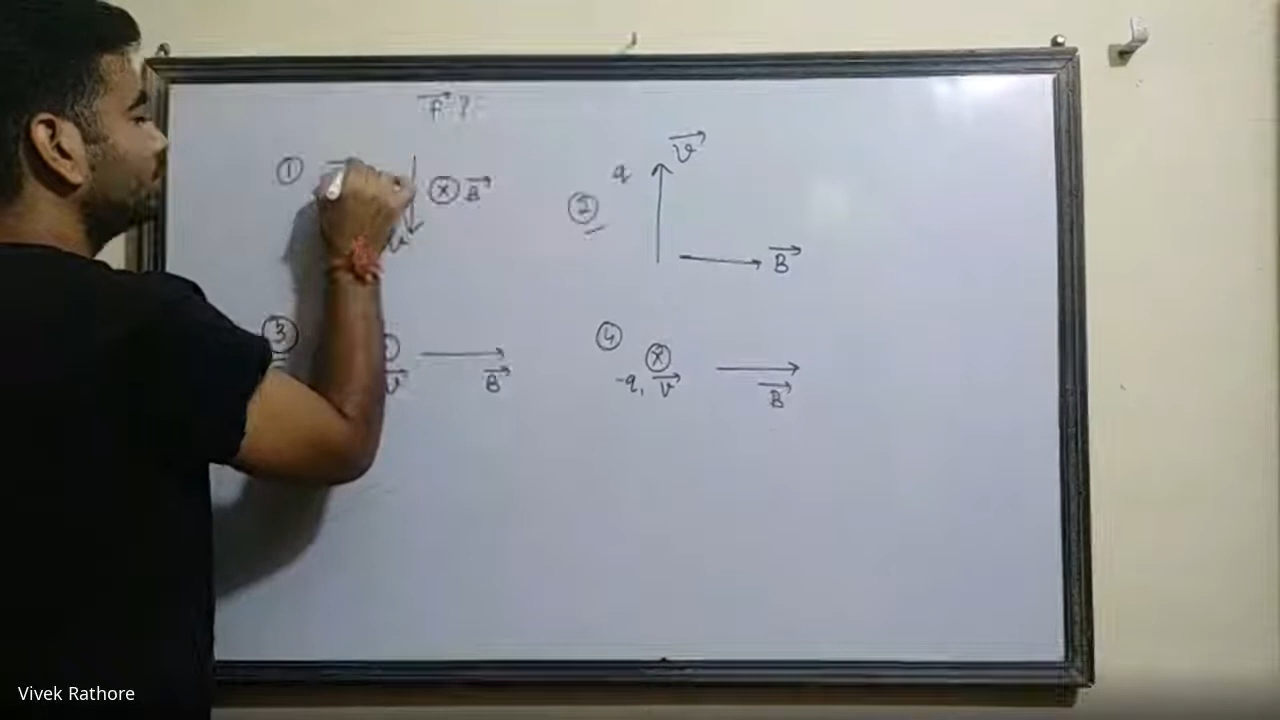 F ?
① ⊗ B
v
② q v
B
③
v B
④ ⊗
-q, v B
Vivek Rathore